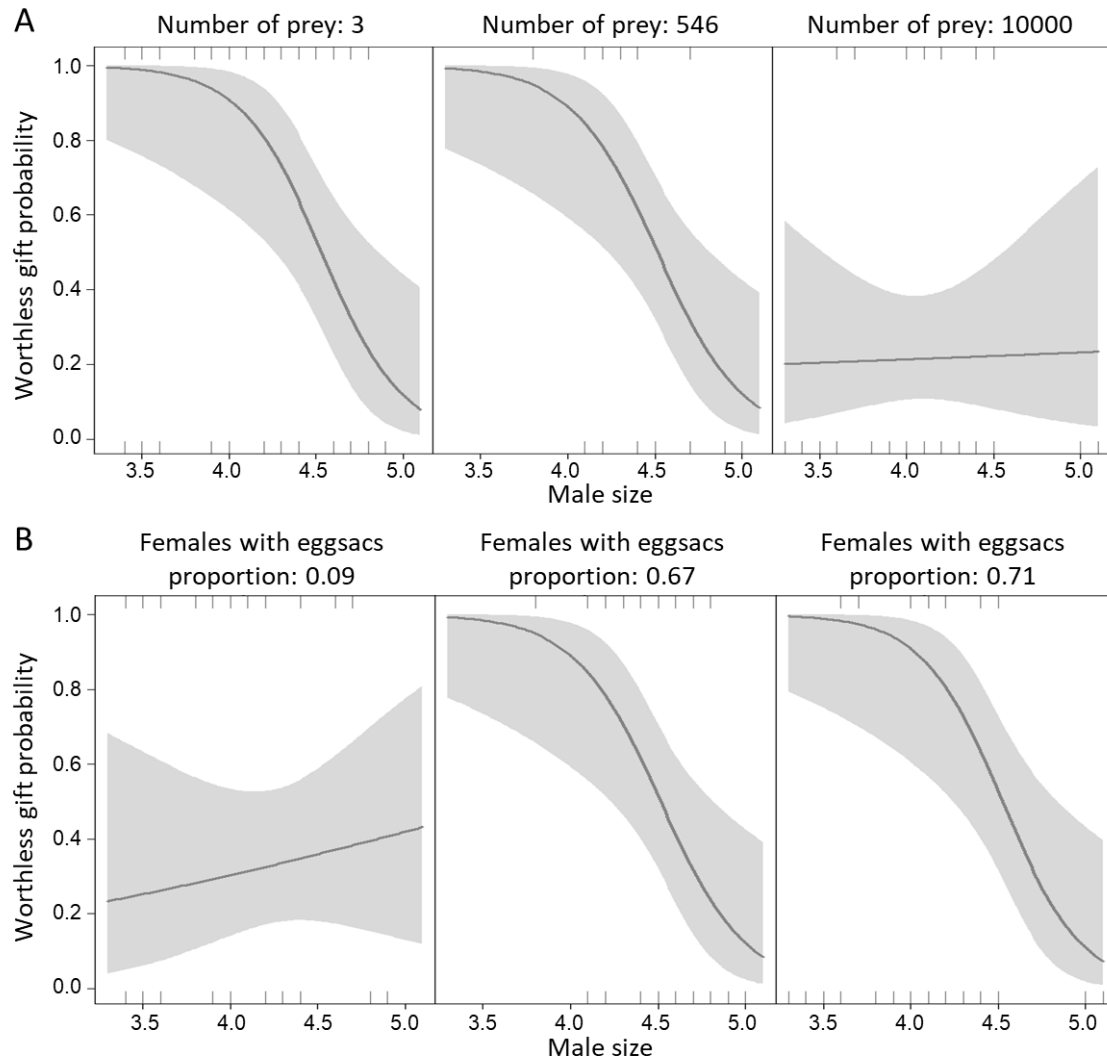 A
Number of prey: 3 Number of prey: 546 Number of prey: 10000
Worthless gift probability
1.0
0.8
0.6
0.4
0.2
0.0
3.5 4.0 4.5 5.0 3.5 4.0 4.5 5.0 3.5 4.0 4.5 5.0
Male size
B
Females with eggsacs Females with eggsacs Females with eggsacs
proportion: 0.09 proportion: 0.67 proportion: 0.71
Worthless gift probability
1.0
0.8
0.6
0.4
0.2
0.0
3.5 4.0 4.5 5.0 3.5 4.0 4.5 5.0 3.5 4.0 4.5 5.0
Male size